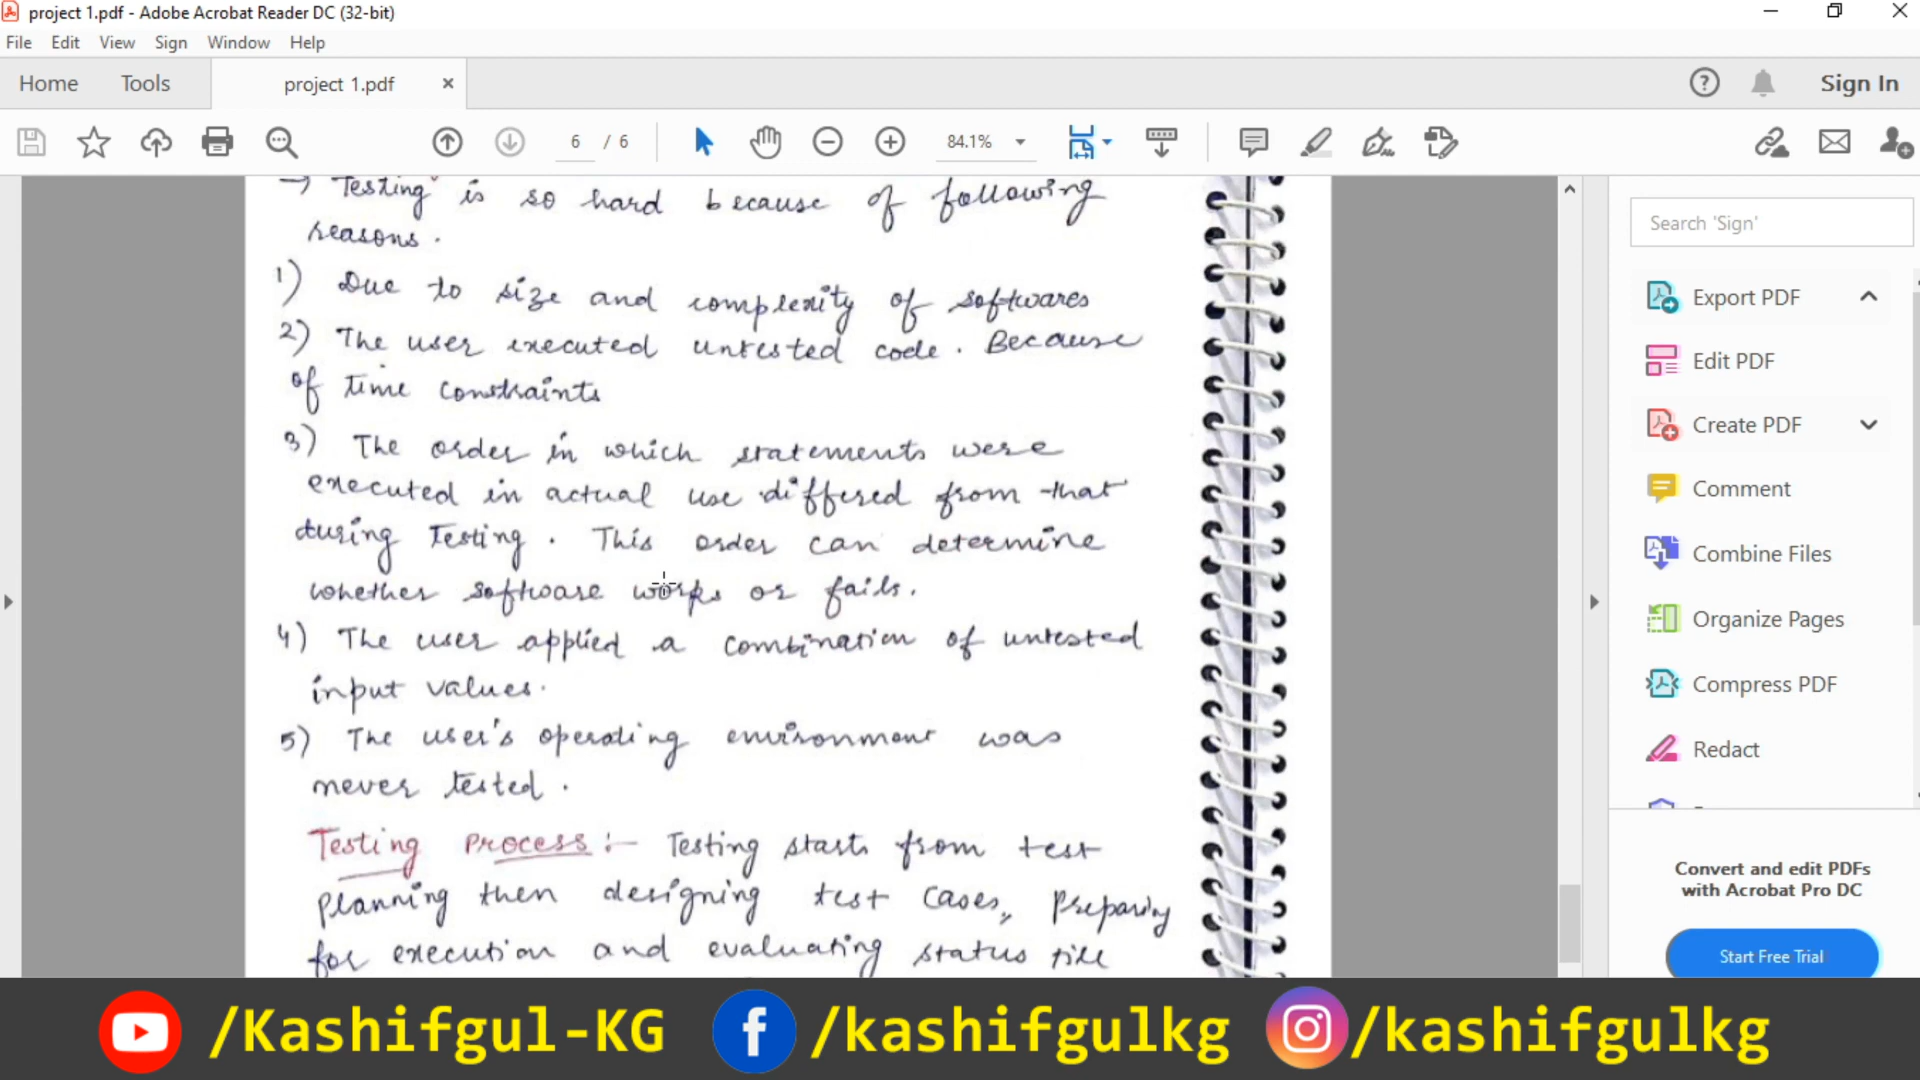 project 1.pdf - Adobe Acrobat Reader DC (32-bit)
File Edit View Sign Window Help
Home Tools project 1.pdf × Sign In
6 / 6 84.1%
→ Testing is so hard because of following
reasons.
1) Due to size and complexity of softwares
2) The user executed untested code. Because
of time constraints
3) The order in which statements were
executed in actual use differed from that
during Testing. This order can determine
whether software works or fails.
4) The user applied a combination of untested
input values.
5) The user's operating environment was
never tested.
Testing Process :- Testing starts from test
planning then designing test cases, preparing
for execution and evaluating status till
Search 'Sign'
Export PDF
Edit PDF
Create PDF
Comment
Combine Files
Organize Pages
Compress PDF
Redact
Convert and edit PDFs
with Acrobat Pro DC
Start Free Trial
/Kashifgul-KG /kashifgulkg /kashifgulkg